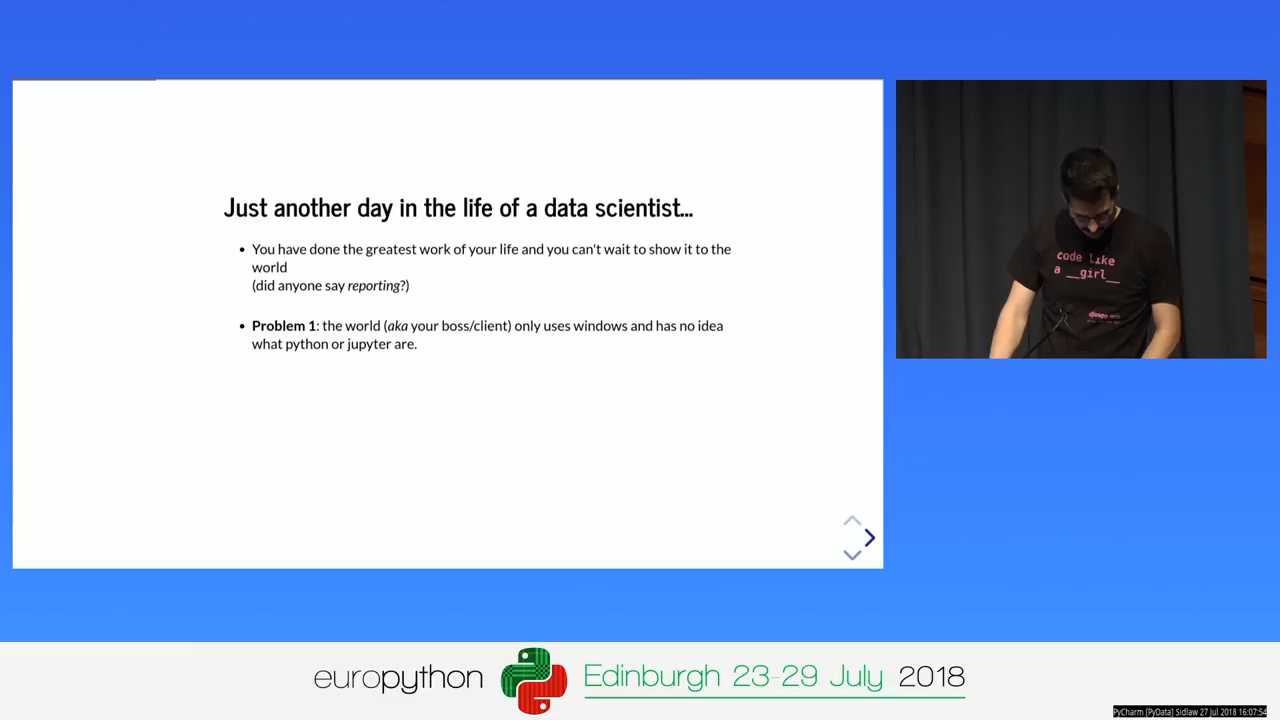 Just another day in the life of a data scientist...
• You have done the greatest work of your life and you can't wait to show it to the
world
(did anyone say reporting?)
• Problem 1: the world (aka your boss/client) only uses windows and has no idea
what python or jupyter are.
code like
a __girl__
europython
Edinburgh 23-29 July 2018
PyCharm [PyData] Sidlaw 27 Jul 2018 16:07:54